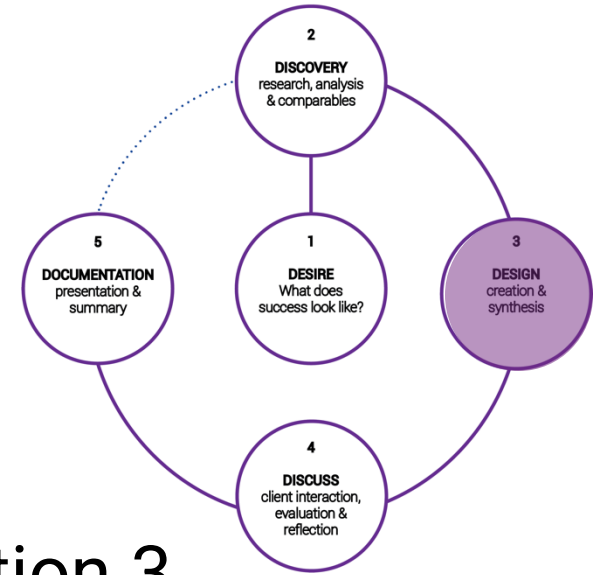 2
DISCOVERY
research, analysis
& comparables
5
DOCUMENTATION
presentation &
summary
1
DESIRE
What does
success look like?
3
DESIGN
creation &
synthesis
4
DISCUSS
client interaction,
evaluation &
reflection
3